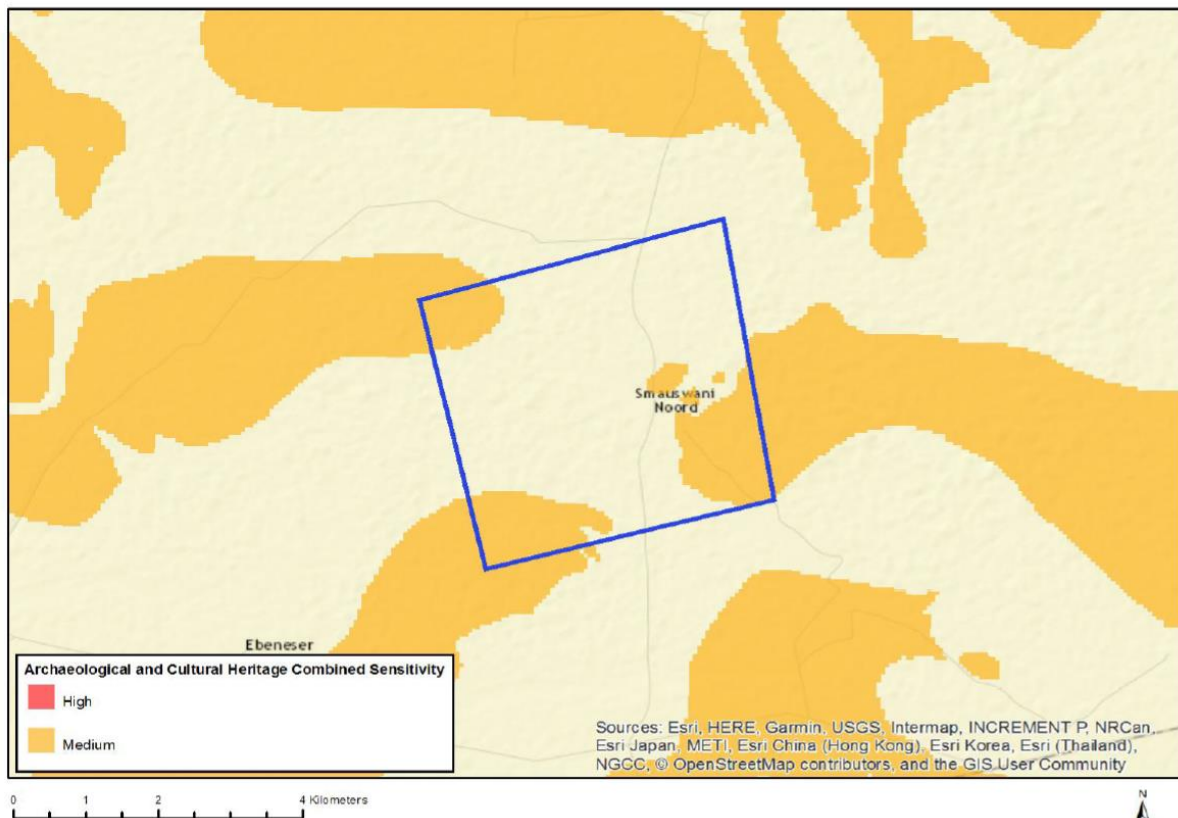 Smauswani
Noord
Ebeneser
Archaeological and Cultural Heritage Combined Sensitivity
High
Medium
Sources: Esri, HERE, Garmin, USGS, Intermap, INCREMENT P, NRCan,
Esri Japan, METI, Esri China (Hong Kong), Esri Korea, Esri (Thailand),
NGCC, © OpenStreetMap contributors, and the GIS User Community
0 1 2 4 Kilometers
N